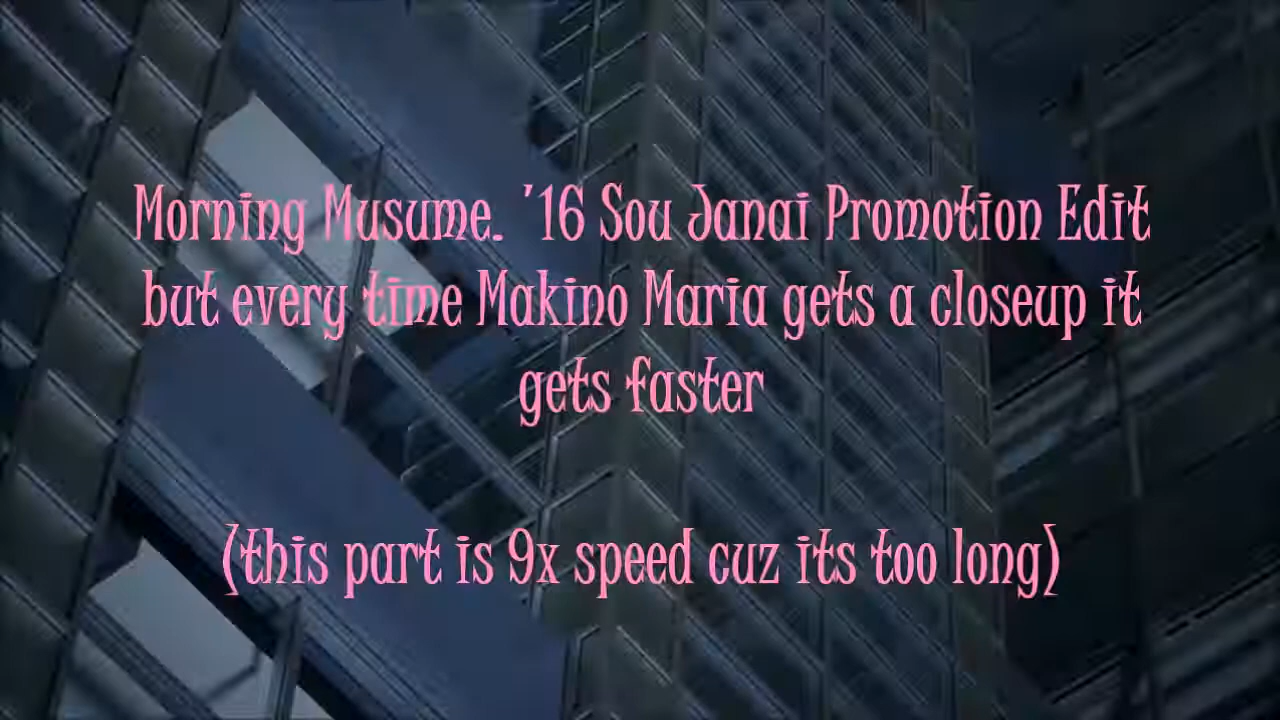 Morning Musume. '16 Sou Janai Promotion Edit
but every time Makino Maria gets a closeup it
gets faster
(this part is 9x speed cuz its too long)